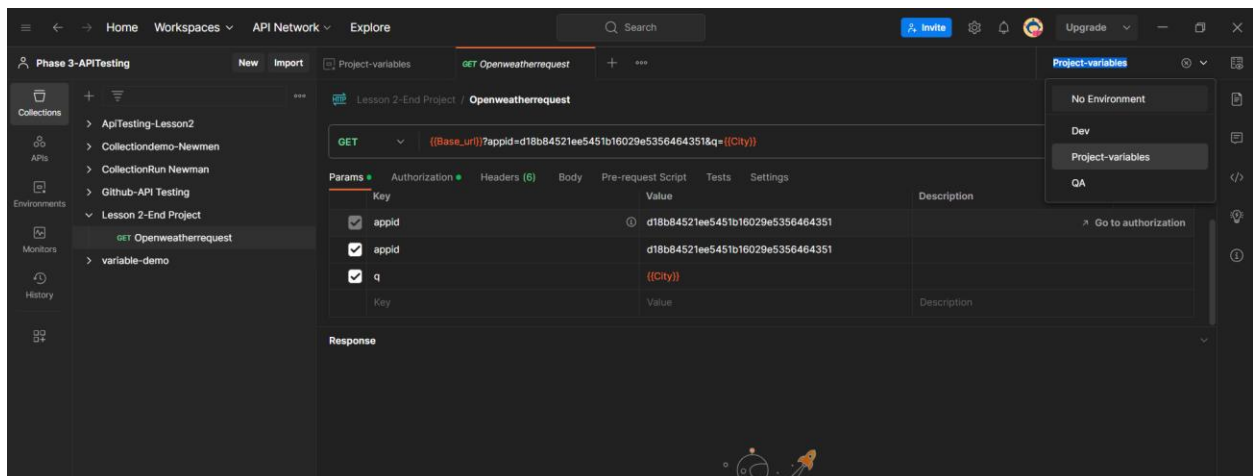 Home Workspaces API Network Explore Search Invite Upgrade
Phase 3-APITesting New Import Project-variables GET Openweatherrequest Project-variables
Collections
APIs
Environments
Monitors
History
ApiTesting-Lesson2
Collectiondemo-Newmen
CollectionRun Newman
Github-API Testing
Lesson 2-End Project
GET Openweatherrequest
variable-demo
HTTP Lesson 2-End Project / Openweatherrequest
GET {{Base_url}}?appid=d18b84521ee5451b16029e5356464351&q={{City}}
Params Authorization Headers (6) Body Pre-request Script Tests Settings
Key Value Description
appid d18b84521ee5451b16029e5356464351 Go to authorization
appid d18b84521ee5451b16029e5356464351
q {{City}}
Key Value Description
Response
No Environment
Dev
Project-variables
QA